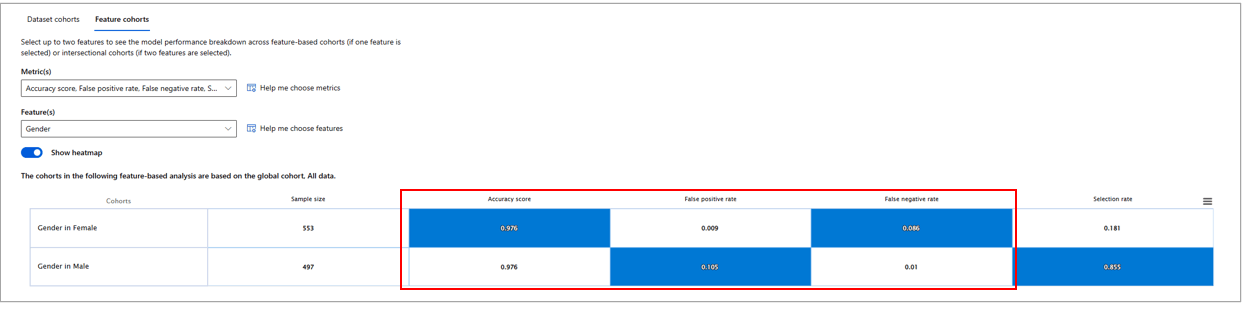 Dataset cohorts Feature cohorts
Select up to two features to see the model performance breakdown across feature-based cohorts (if one feature is
selected) or intersectional cohorts (if two features are selected).
Metric(s)
Accuracy score, False positive rate, False negative rate, S... Help me choose metrics
Feature(s)
Gender Help me choose features
Show heatmap
The cohorts in the following feature-based analysis are based on the global cohort, All data.
Cohorts Sample size Accuracy score False positive rate False negative rate Selection rate
Gender in Female 553 0.976 0.009 0.086 0.181
Gender in Male 497 0.976 0.105 0.01 0.855